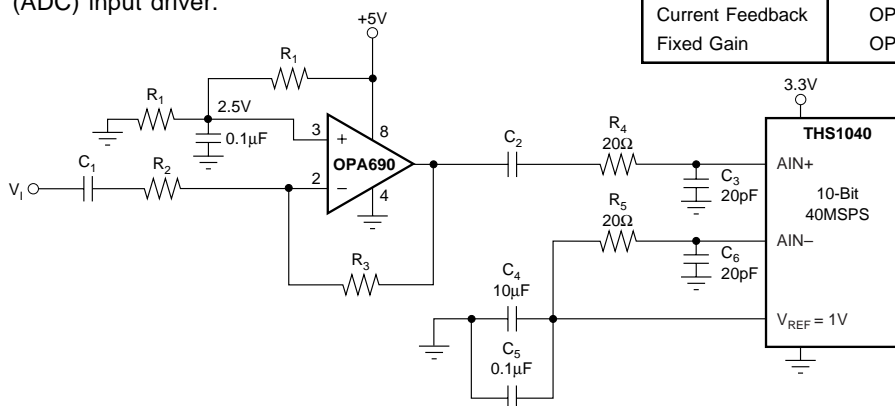 (ADC) input driver.
Current Feedback OP
Fixed Gain OP
+5V
R1
R1
2.5V
0.1µF
3
+
8
OPA690
2
−
4
C1
R2
VI
R3
C2
R4
20Ω
C3
20pF
R5
20Ω
C6
20pF
C4
10µF
C5
0.1µF
3.3V
THS1040
AIN+
10-Bit
40MSPS
AIN−
VREF = 1V